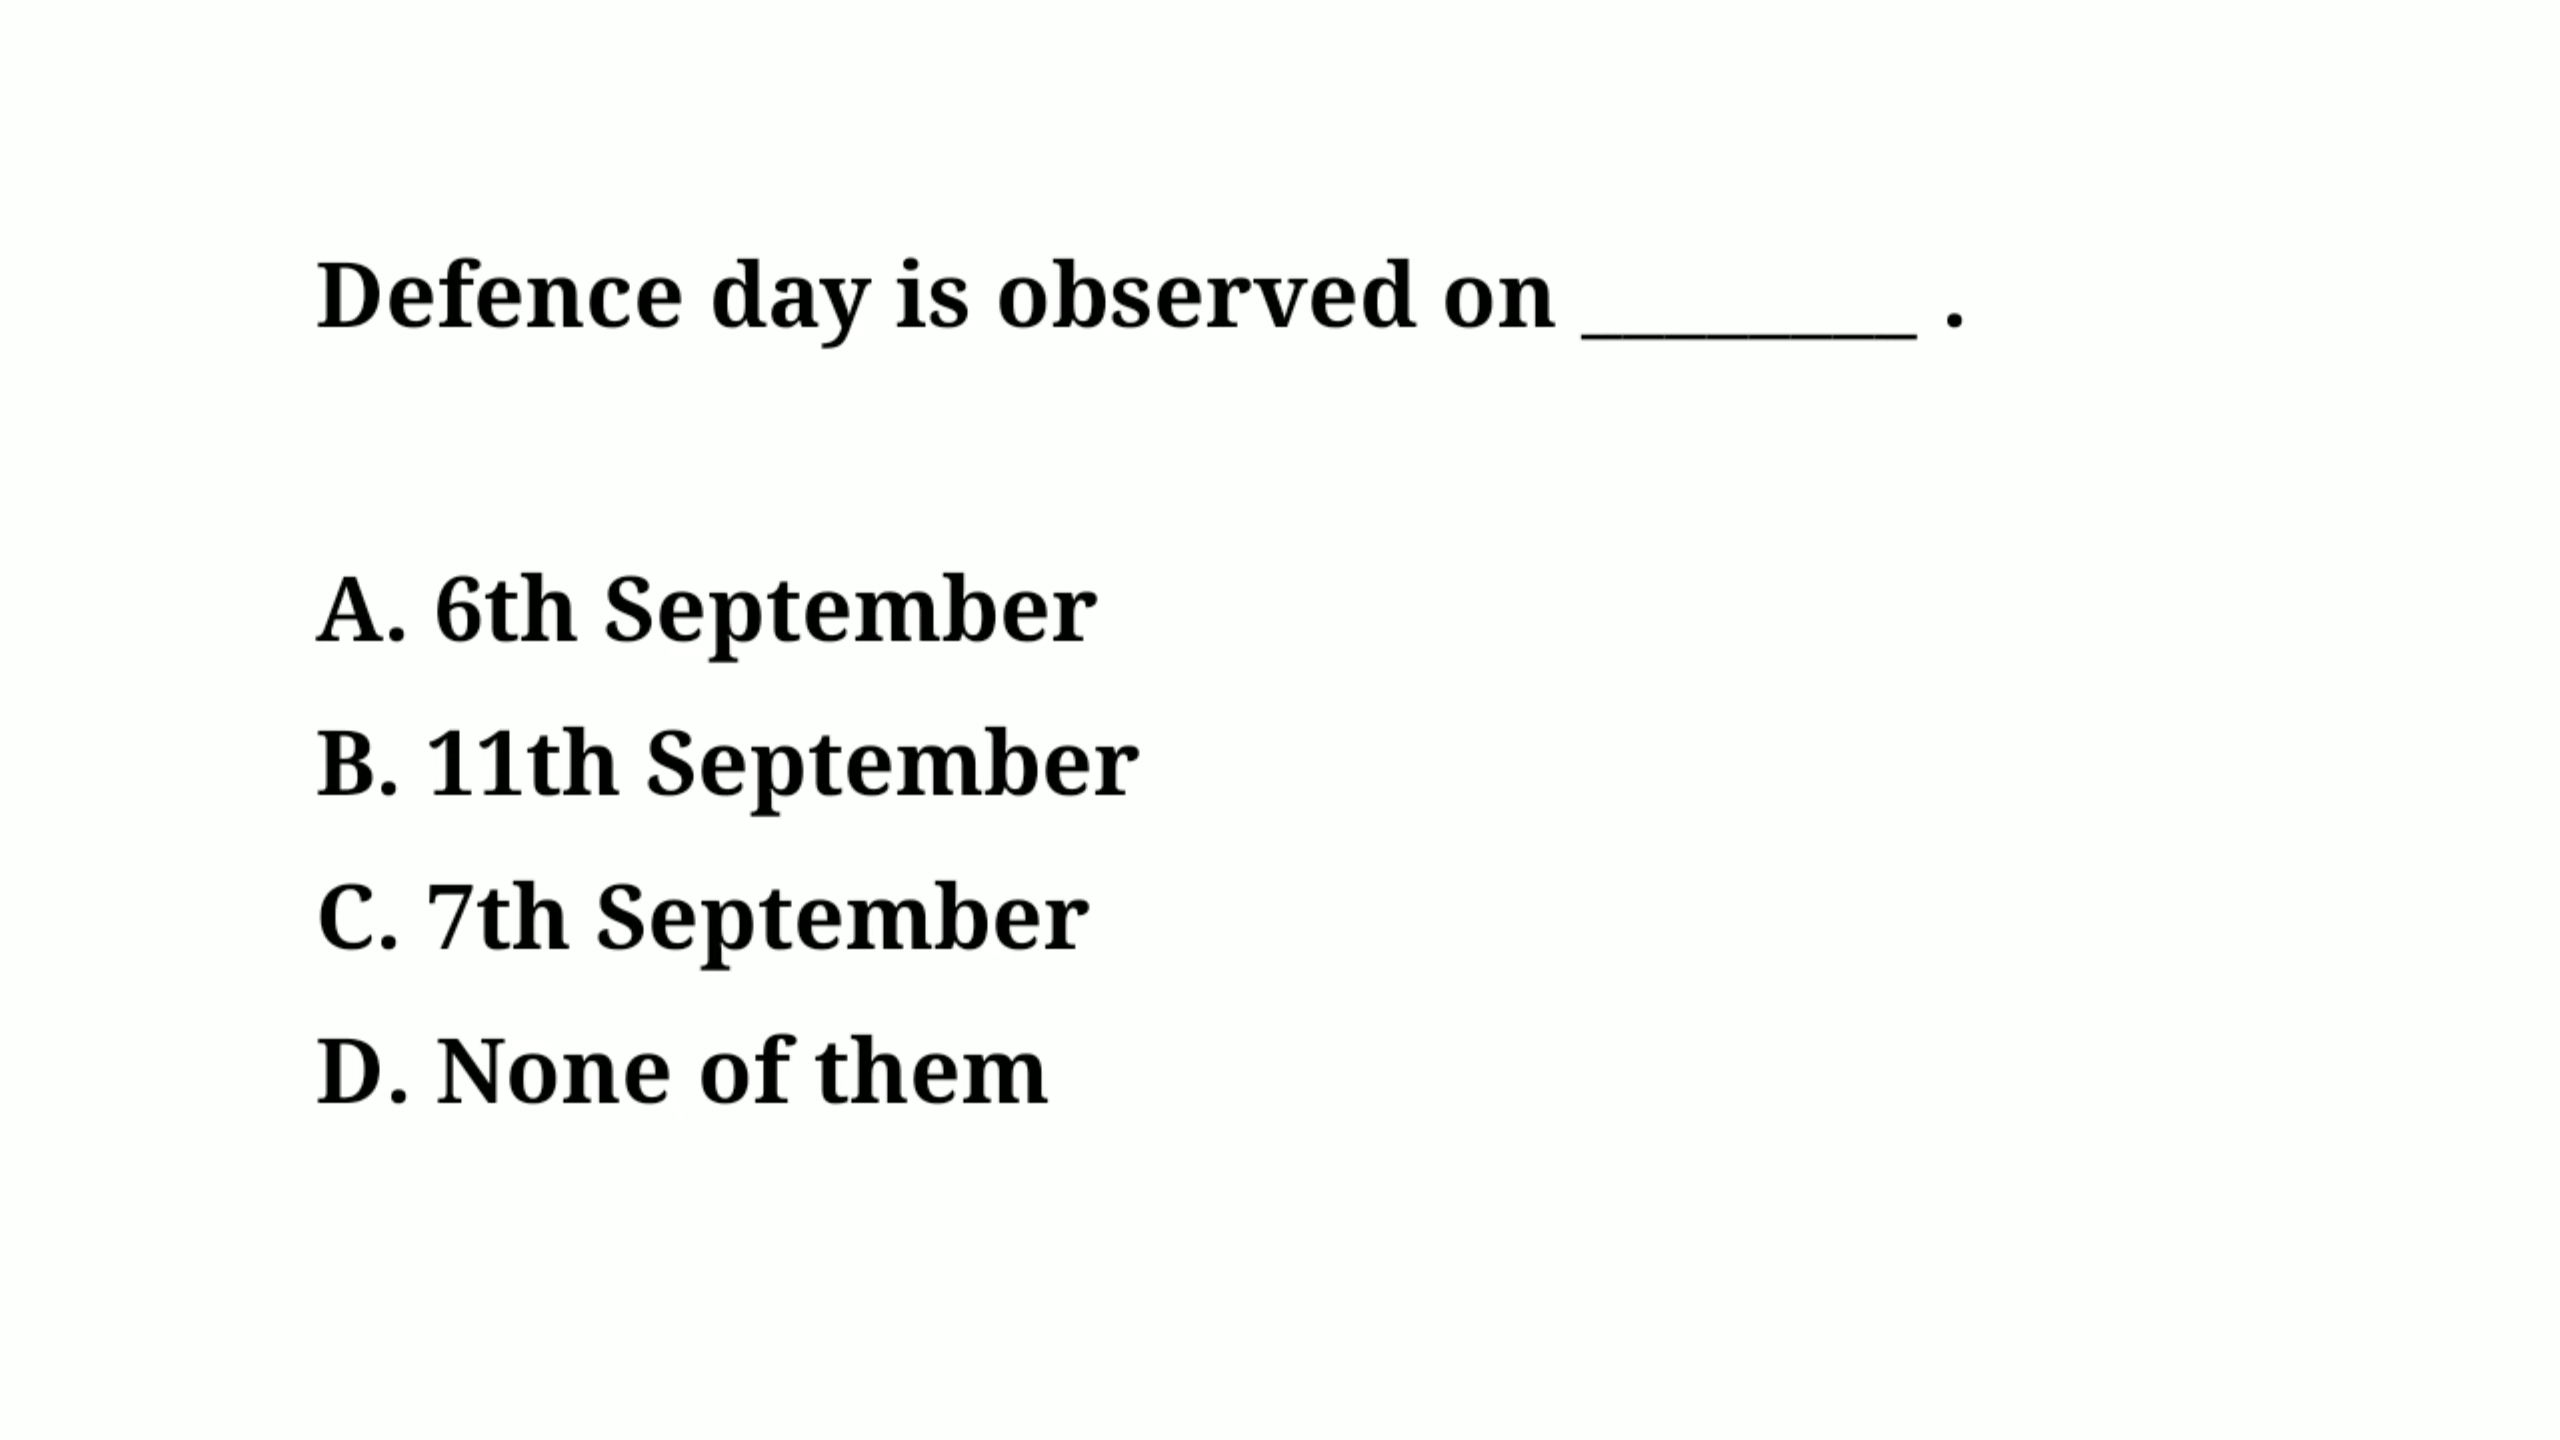 Defence day is observed on ________ .
A. 6th September
B. 11th September
C. 7th September
D. None of them